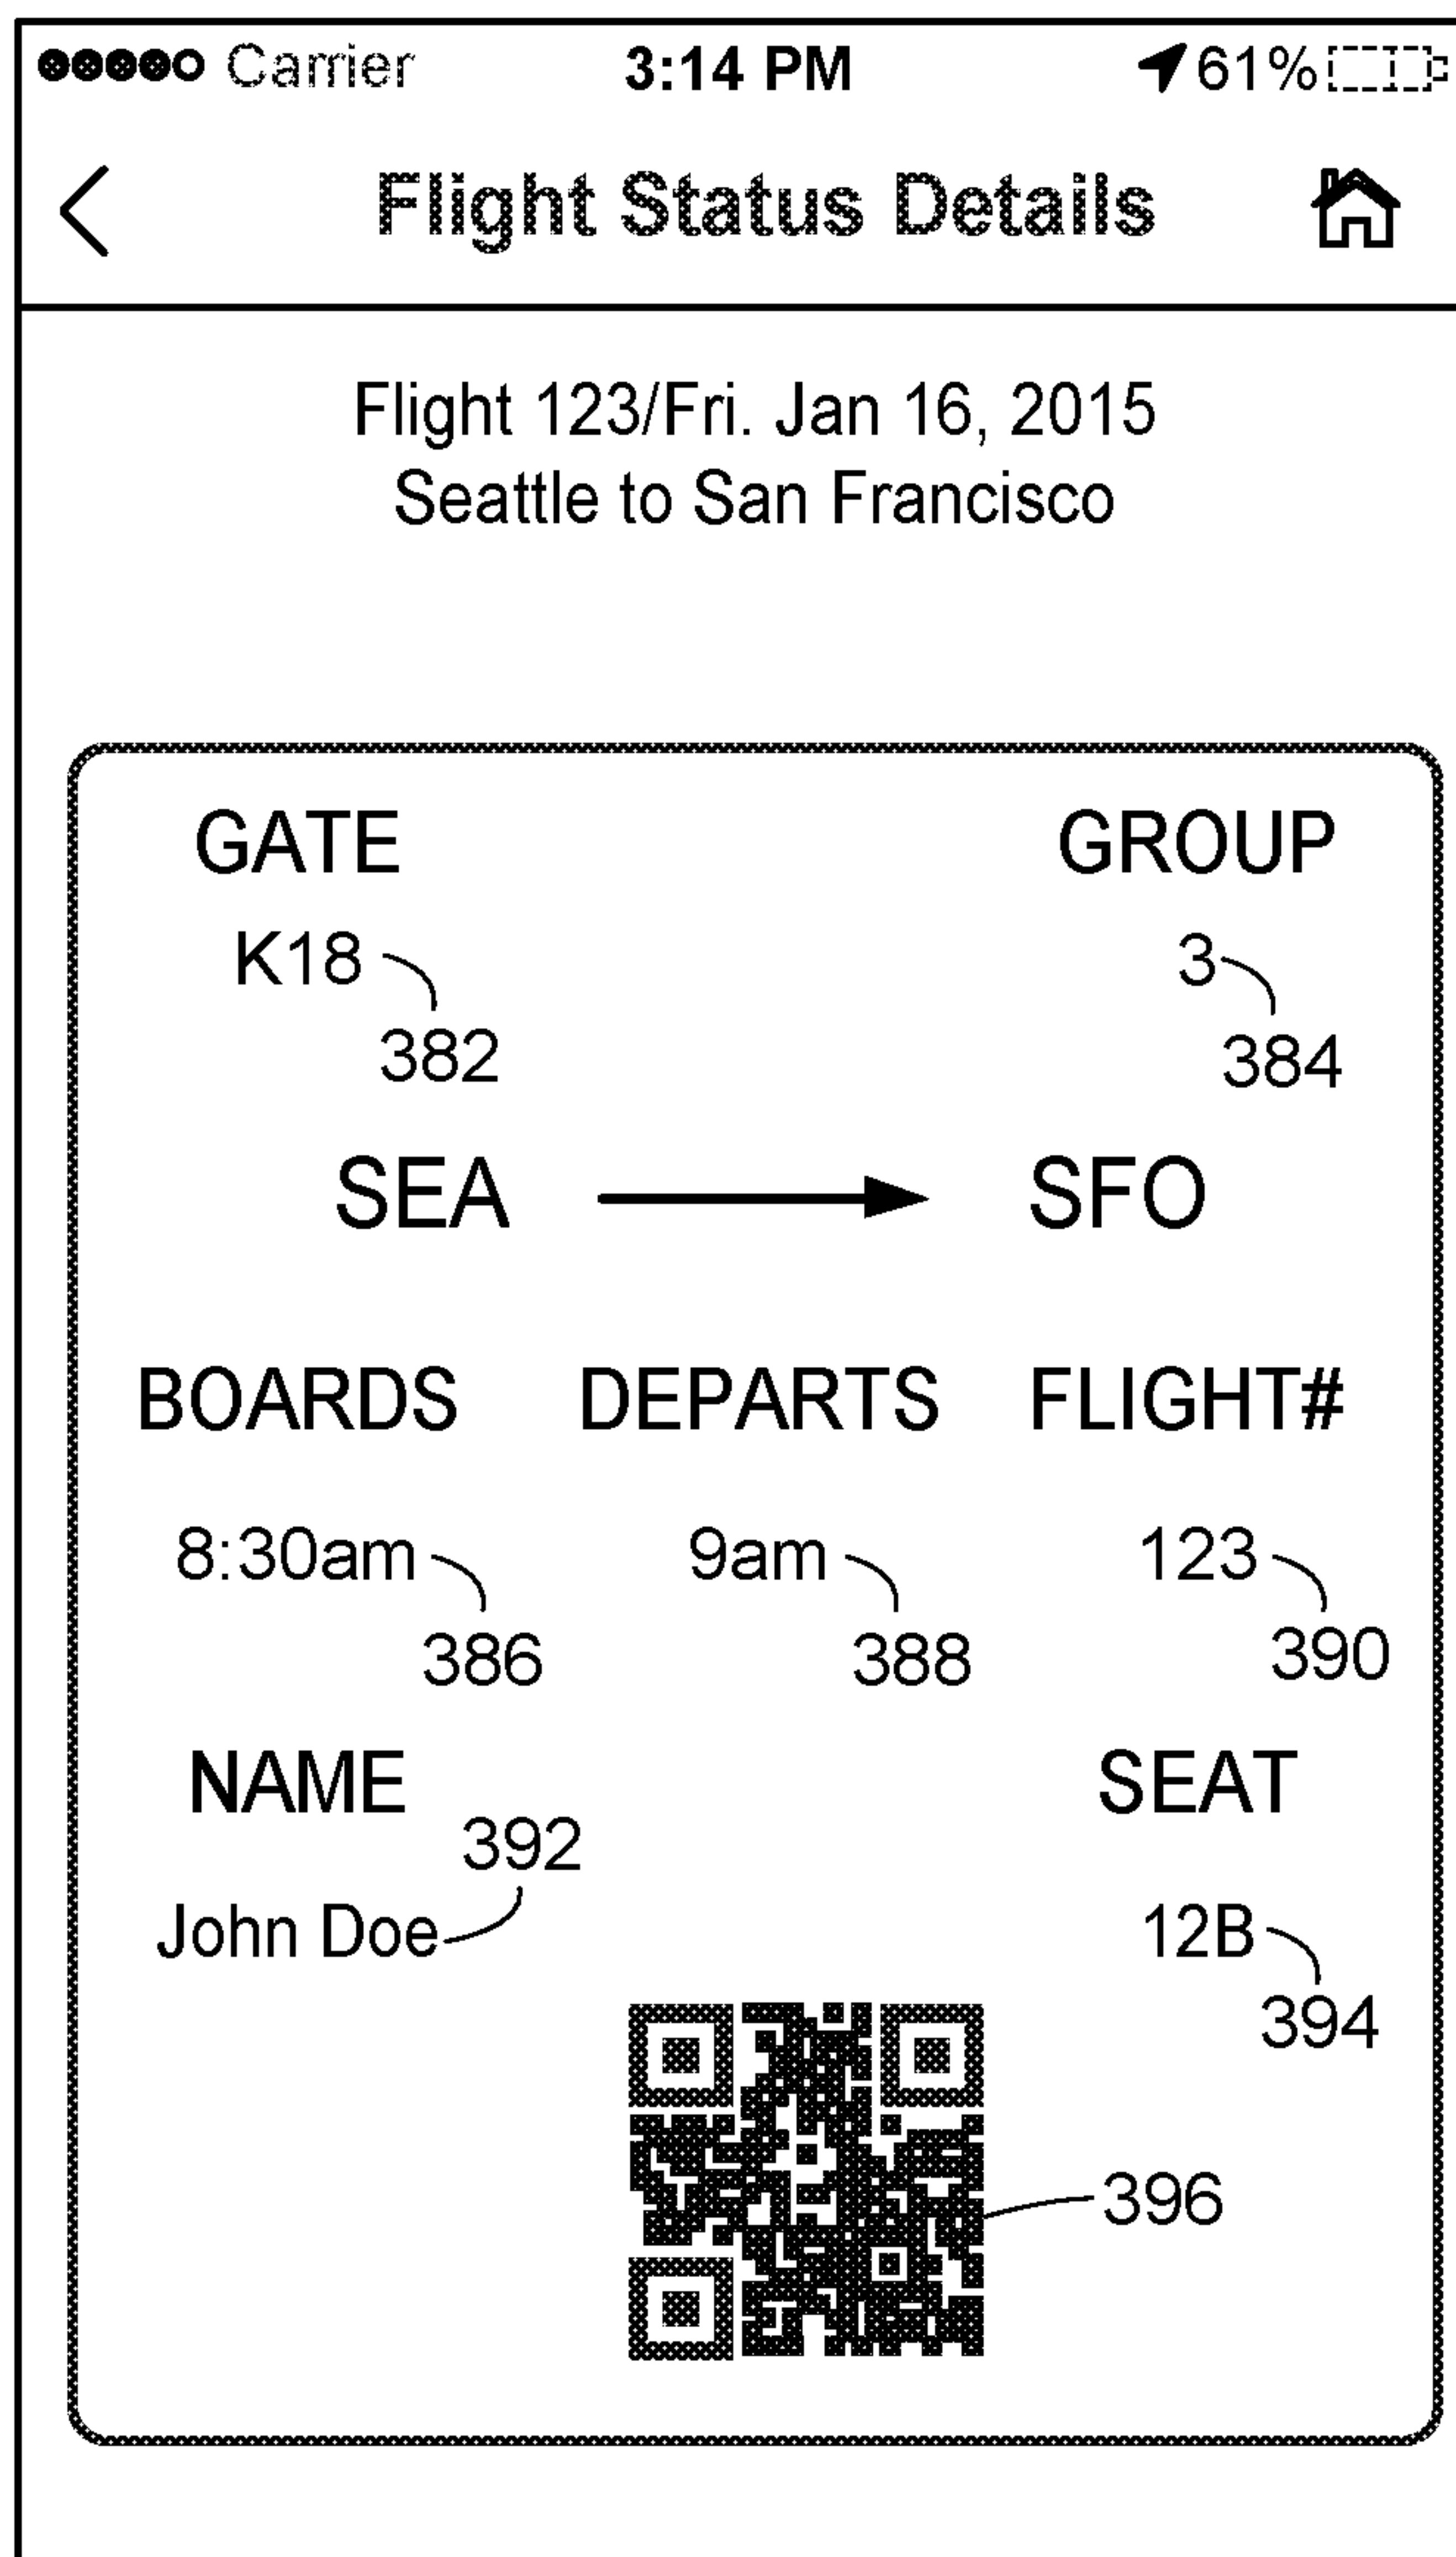 Carrier 3:14 PM 61%
Flight Status Details
Flight 123/Fri. Jan 16, 2015
Seattle to San Francisco
GATE GROUP
K18 3
382 384
SEA SFO
BOARDS DEPARTS FLIGHT#
8:30am 9am 123
386 388 390
NAME SEAT
392
John Doe 12B
394
396